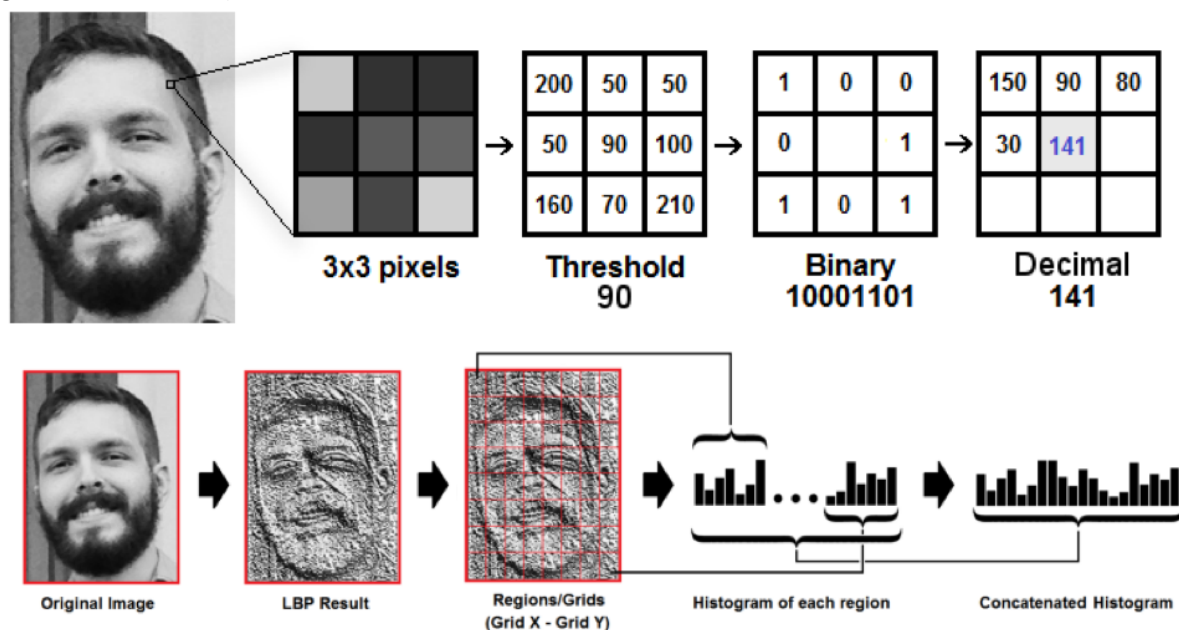 200 50 50
50 90 100
160 70 210
1 0 0
0 1
1 0 1
150 90 80
30 141
3x3 pixels
Threshold
90
Binary
10001101
Decimal
141
Original Image
LBP Result
Regions/Grids
(Grid X - Grid Y)
Histogram of each region
Concatenated Histogram